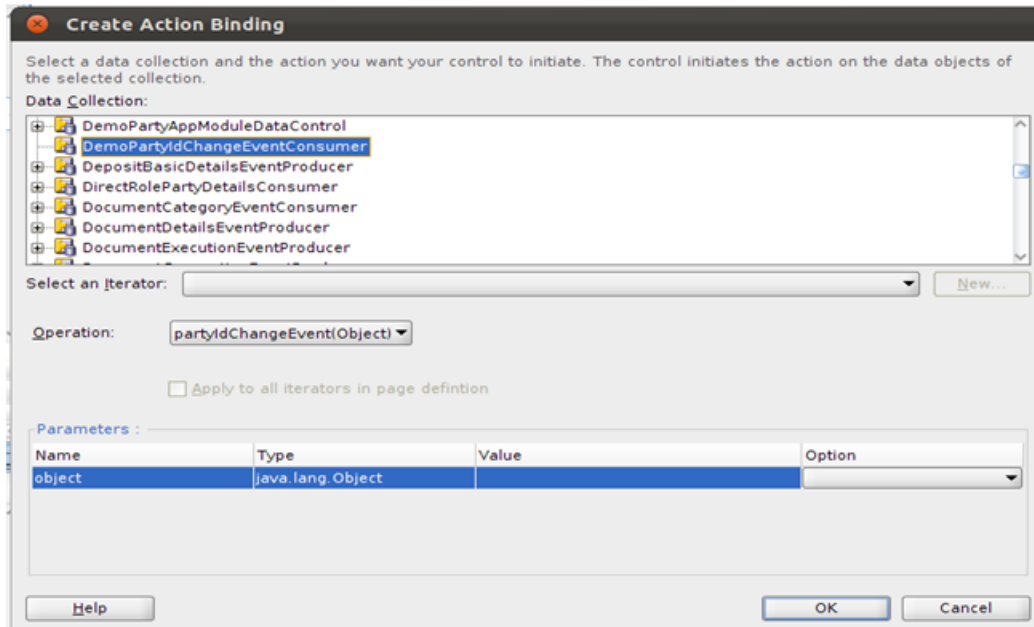 Create Action Binding
Select a data collection and the action you want your control to initiate. The control initiates the action on the data objects of
the selected collection.
Data Collection:
DemoPartyAppModuleDataControl
DemoPartyIdChangeEventConsumer
DepositBasicDetailsEventProducer
DirectRolePartyDetailsConsumer
DocumentCategoryEventConsumer
DocumentDetailsEventProducer
DocumentExecutionEventProducer
Select an Iterator: New...
Operation: partyIdChangeEvent(Object)
Apply to all iterators in page defintion
Parameters :
Name Type Value Option
object java.lang.Object
Help OK Cancel